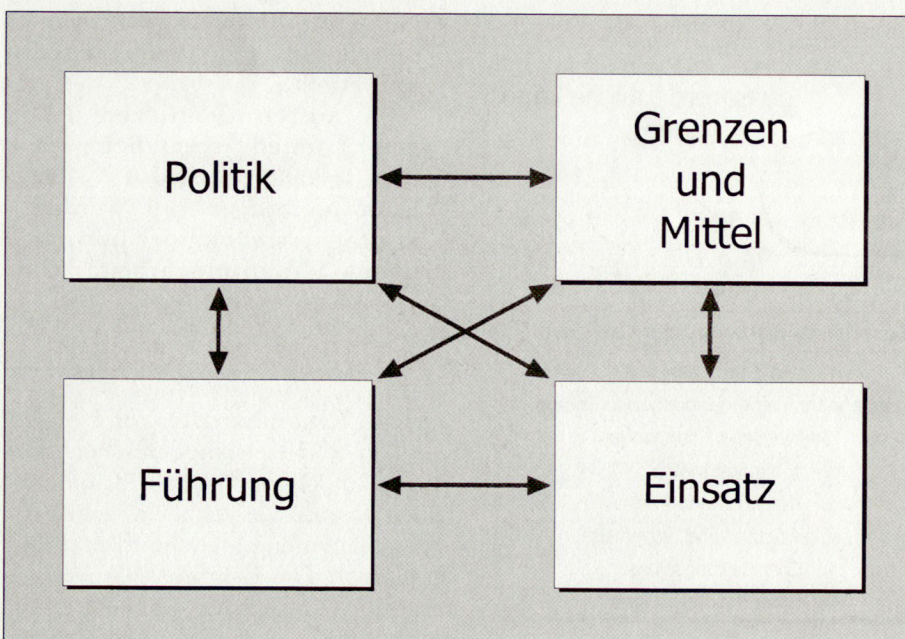 Politik
Grenzen
und
Mittel
Führung
Einsatz